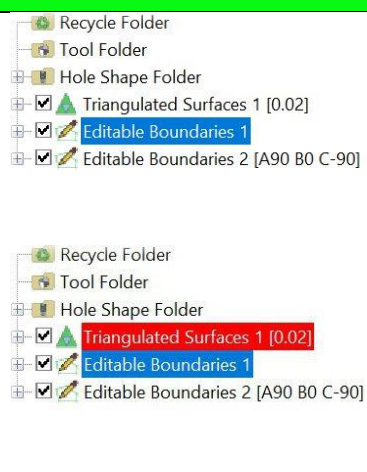 Recycle Folder
Tool Folder
Hole Shape Folder
Triangulated Surfaces 1 [0.02]
Editable Boundaries 1
Editable Boundaries 2 [A90 B0 C-90]
Recycle Folder
Tool Folder
Hole Shape Folder
Triangulated Surfaces 1 [0.02]
Editable Boundaries 1
Editable Boundaries 2 [A90 B0 C-90]